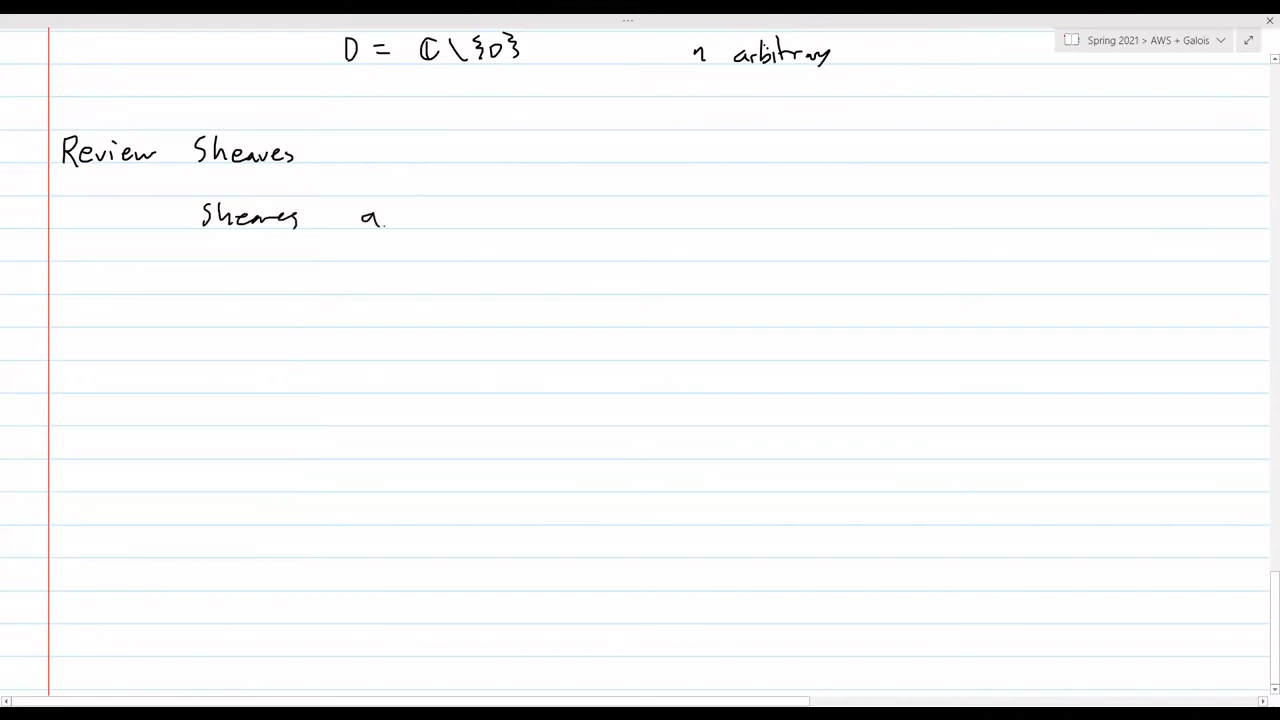 Spring 2021 > AWS + Galois
D = ℂ \ {0} n arbitrary
Review Sheaves
Sheaves a